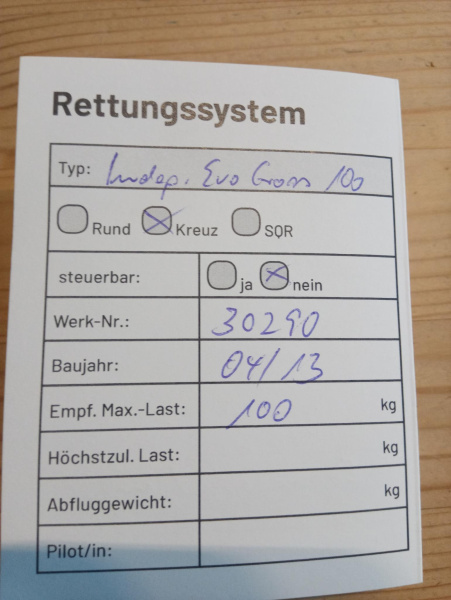 Rettungssystem
Typ: Indep. Evo Cross 100
Rund Kreuz SQR
steuerbar: ja nein
Werk-Nr.: 30290
Baujahr: 04/13
Empf. Max.-Last: 100 kg
Höchstzul. Last: kg
Abfluggewicht: kg
Pilot/in: